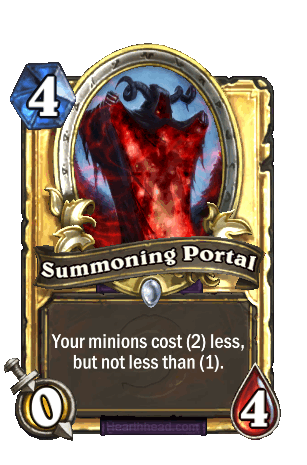 4
Summoning Portal
Your minions cost (2) less,
but not less than (1).
0
4
Hearthhead.com